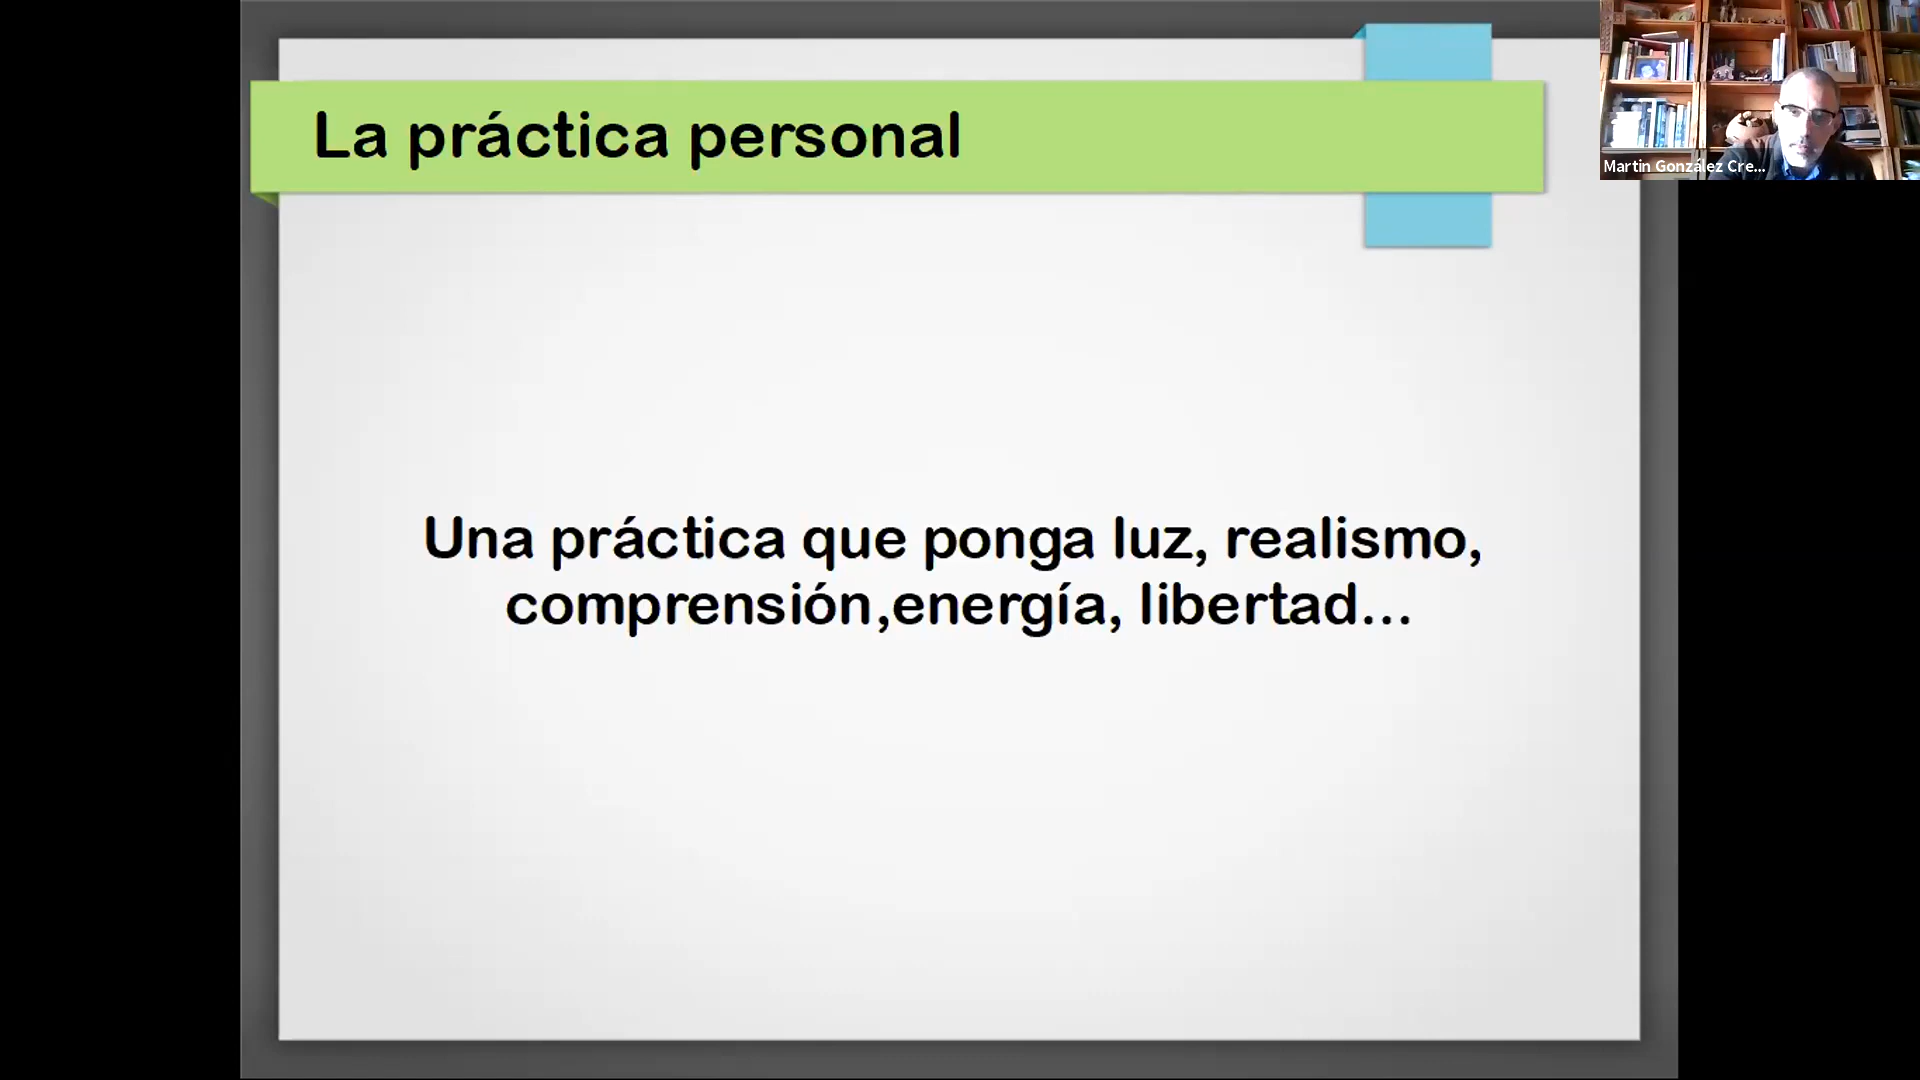 La práctica personal
Martin González Cre...
Una práctica que ponga luz, realismo,
comprensión,energía, libertad...